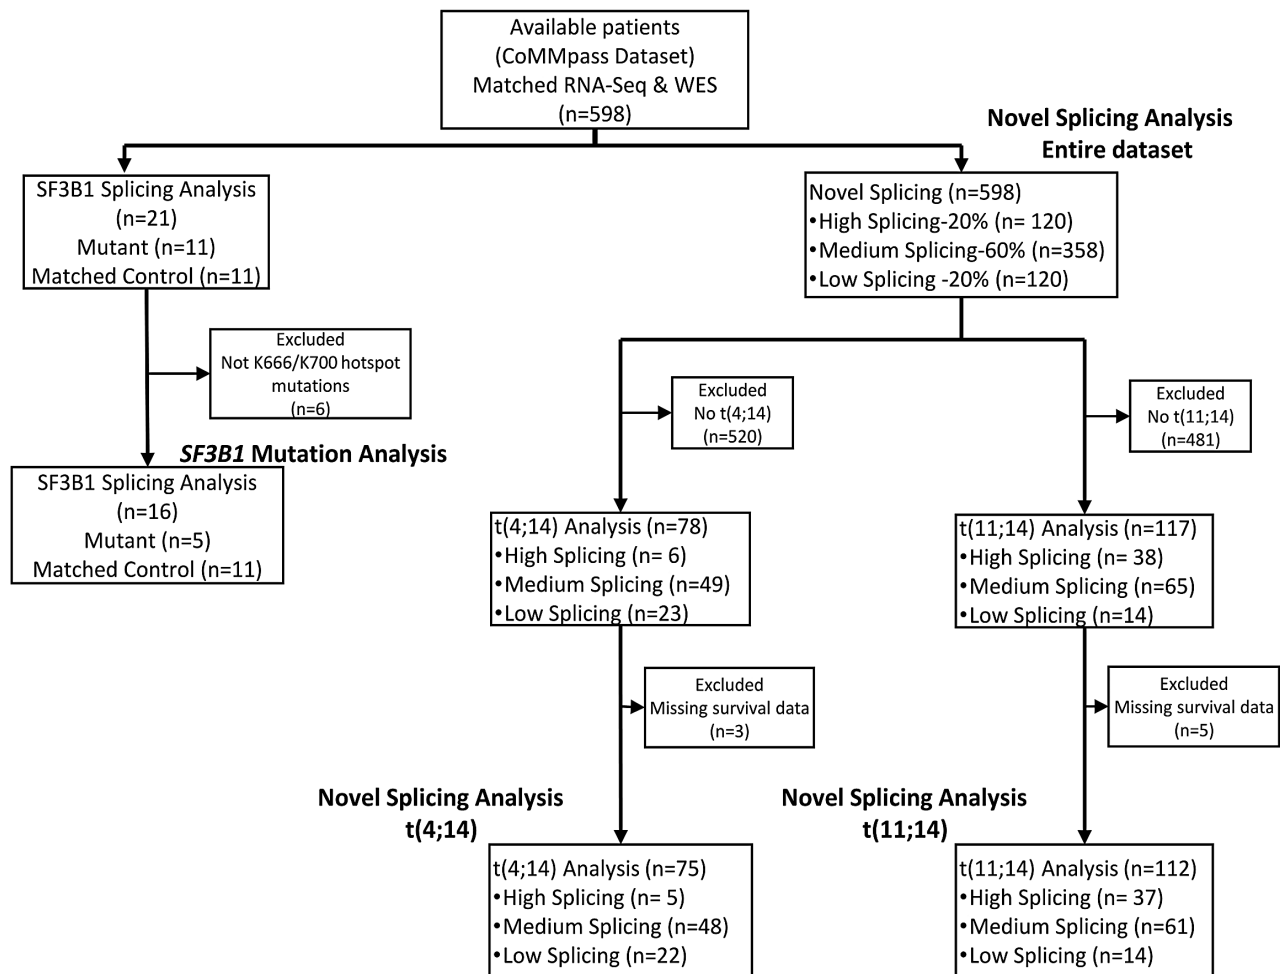 Available patients
(CoMMpass Dataset)
Matched RNA-Seq & WES
(n=598)
Novel Splicing Analysis
Entire dataset
SF3B1 Splicing Analysis
(n=21)
Mutant (n=11)
Matched Control (n=11)
Novel Splicing (n=598)
•High Splicing-20% (n= 120)
•Medium Splicing-60% (n=358)
•Low Splicing -20% (n=120)
Excluded
Not K666/K700 hotspot
mutations
(n=6)
Excluded
No t(4;14)
(n=520)
Excluded
No t(11;14)
(n=481)
SF3B1 Mutation Analysis
SF3B1 Splicing Analysis
(n=16)
Mutant (n=5)
Matched Control (n=11)
t(4;14) Analysis (n=78)
•High Splicing (n= 6)
•Medium Splicing (n=49)
•Low Splicing (n=23)
t(11;14) Analysis (n=117)
•High Splicing (n= 38)
•Medium Splicing (n=65)
•Low Splicing (n=14)
Excluded
Missing survival data
(n=3)
Excluded
Missing survival data
(n=5)
Novel Splicing Analysis
t(4;14)
Novel Splicing Analysis
t(11;14)
t(4;14) Analysis (n=75)
•High Splicing (n= 5)
•Medium Splicing (n=48)
•Low Splicing (n=22)
t(11;14) Analysis (n=112)
•High Splicing (n= 37)
•Medium Splicing (n=61)
•Low Splicing (n=14)